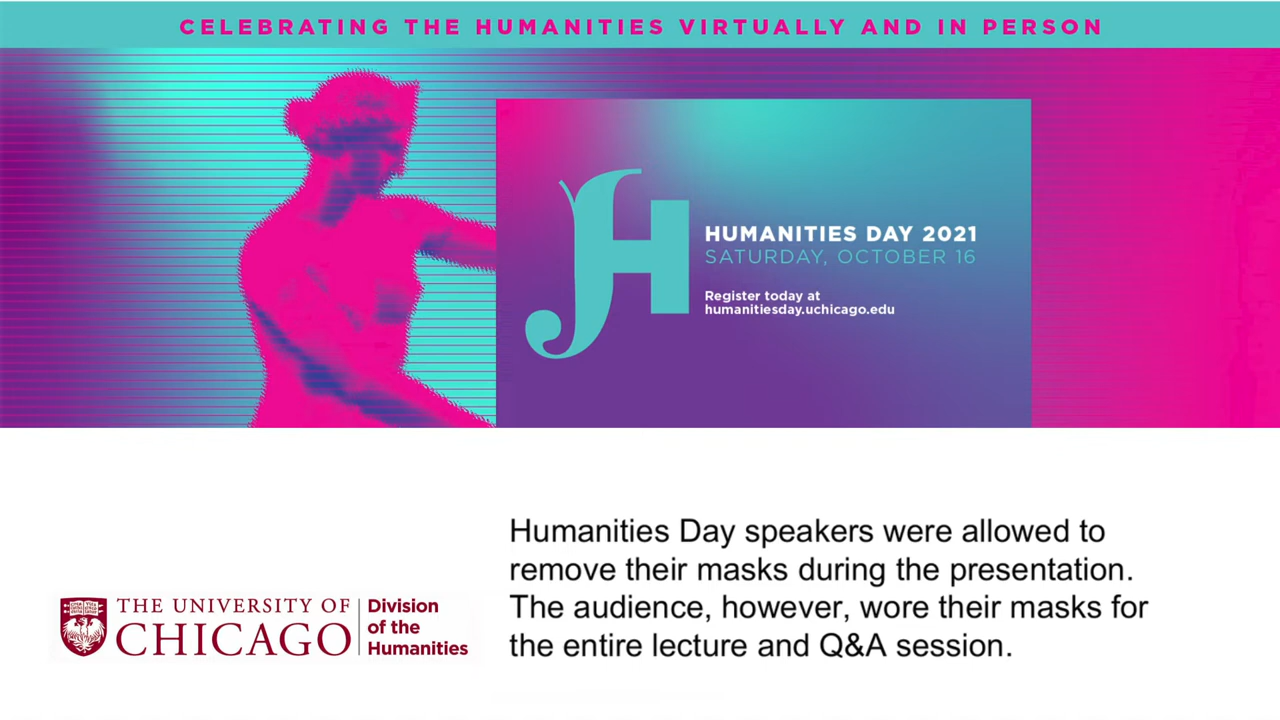 CELEBRATING THE HUMANITIES VIRTUALLY AND IN PERSON
H
HUMANITIES DAY 2021
SATURDAY, OCTOBER 16
Register today at
humanitiesday.uchicago.edu
Humanities Day speakers were allowed to
remove their masks during the presentation.
The audience, however, wore their masks for
the entire lecture and Q&A session.
THE UNIVERSITY OF
CHICAGO
Division
of the
Humanities